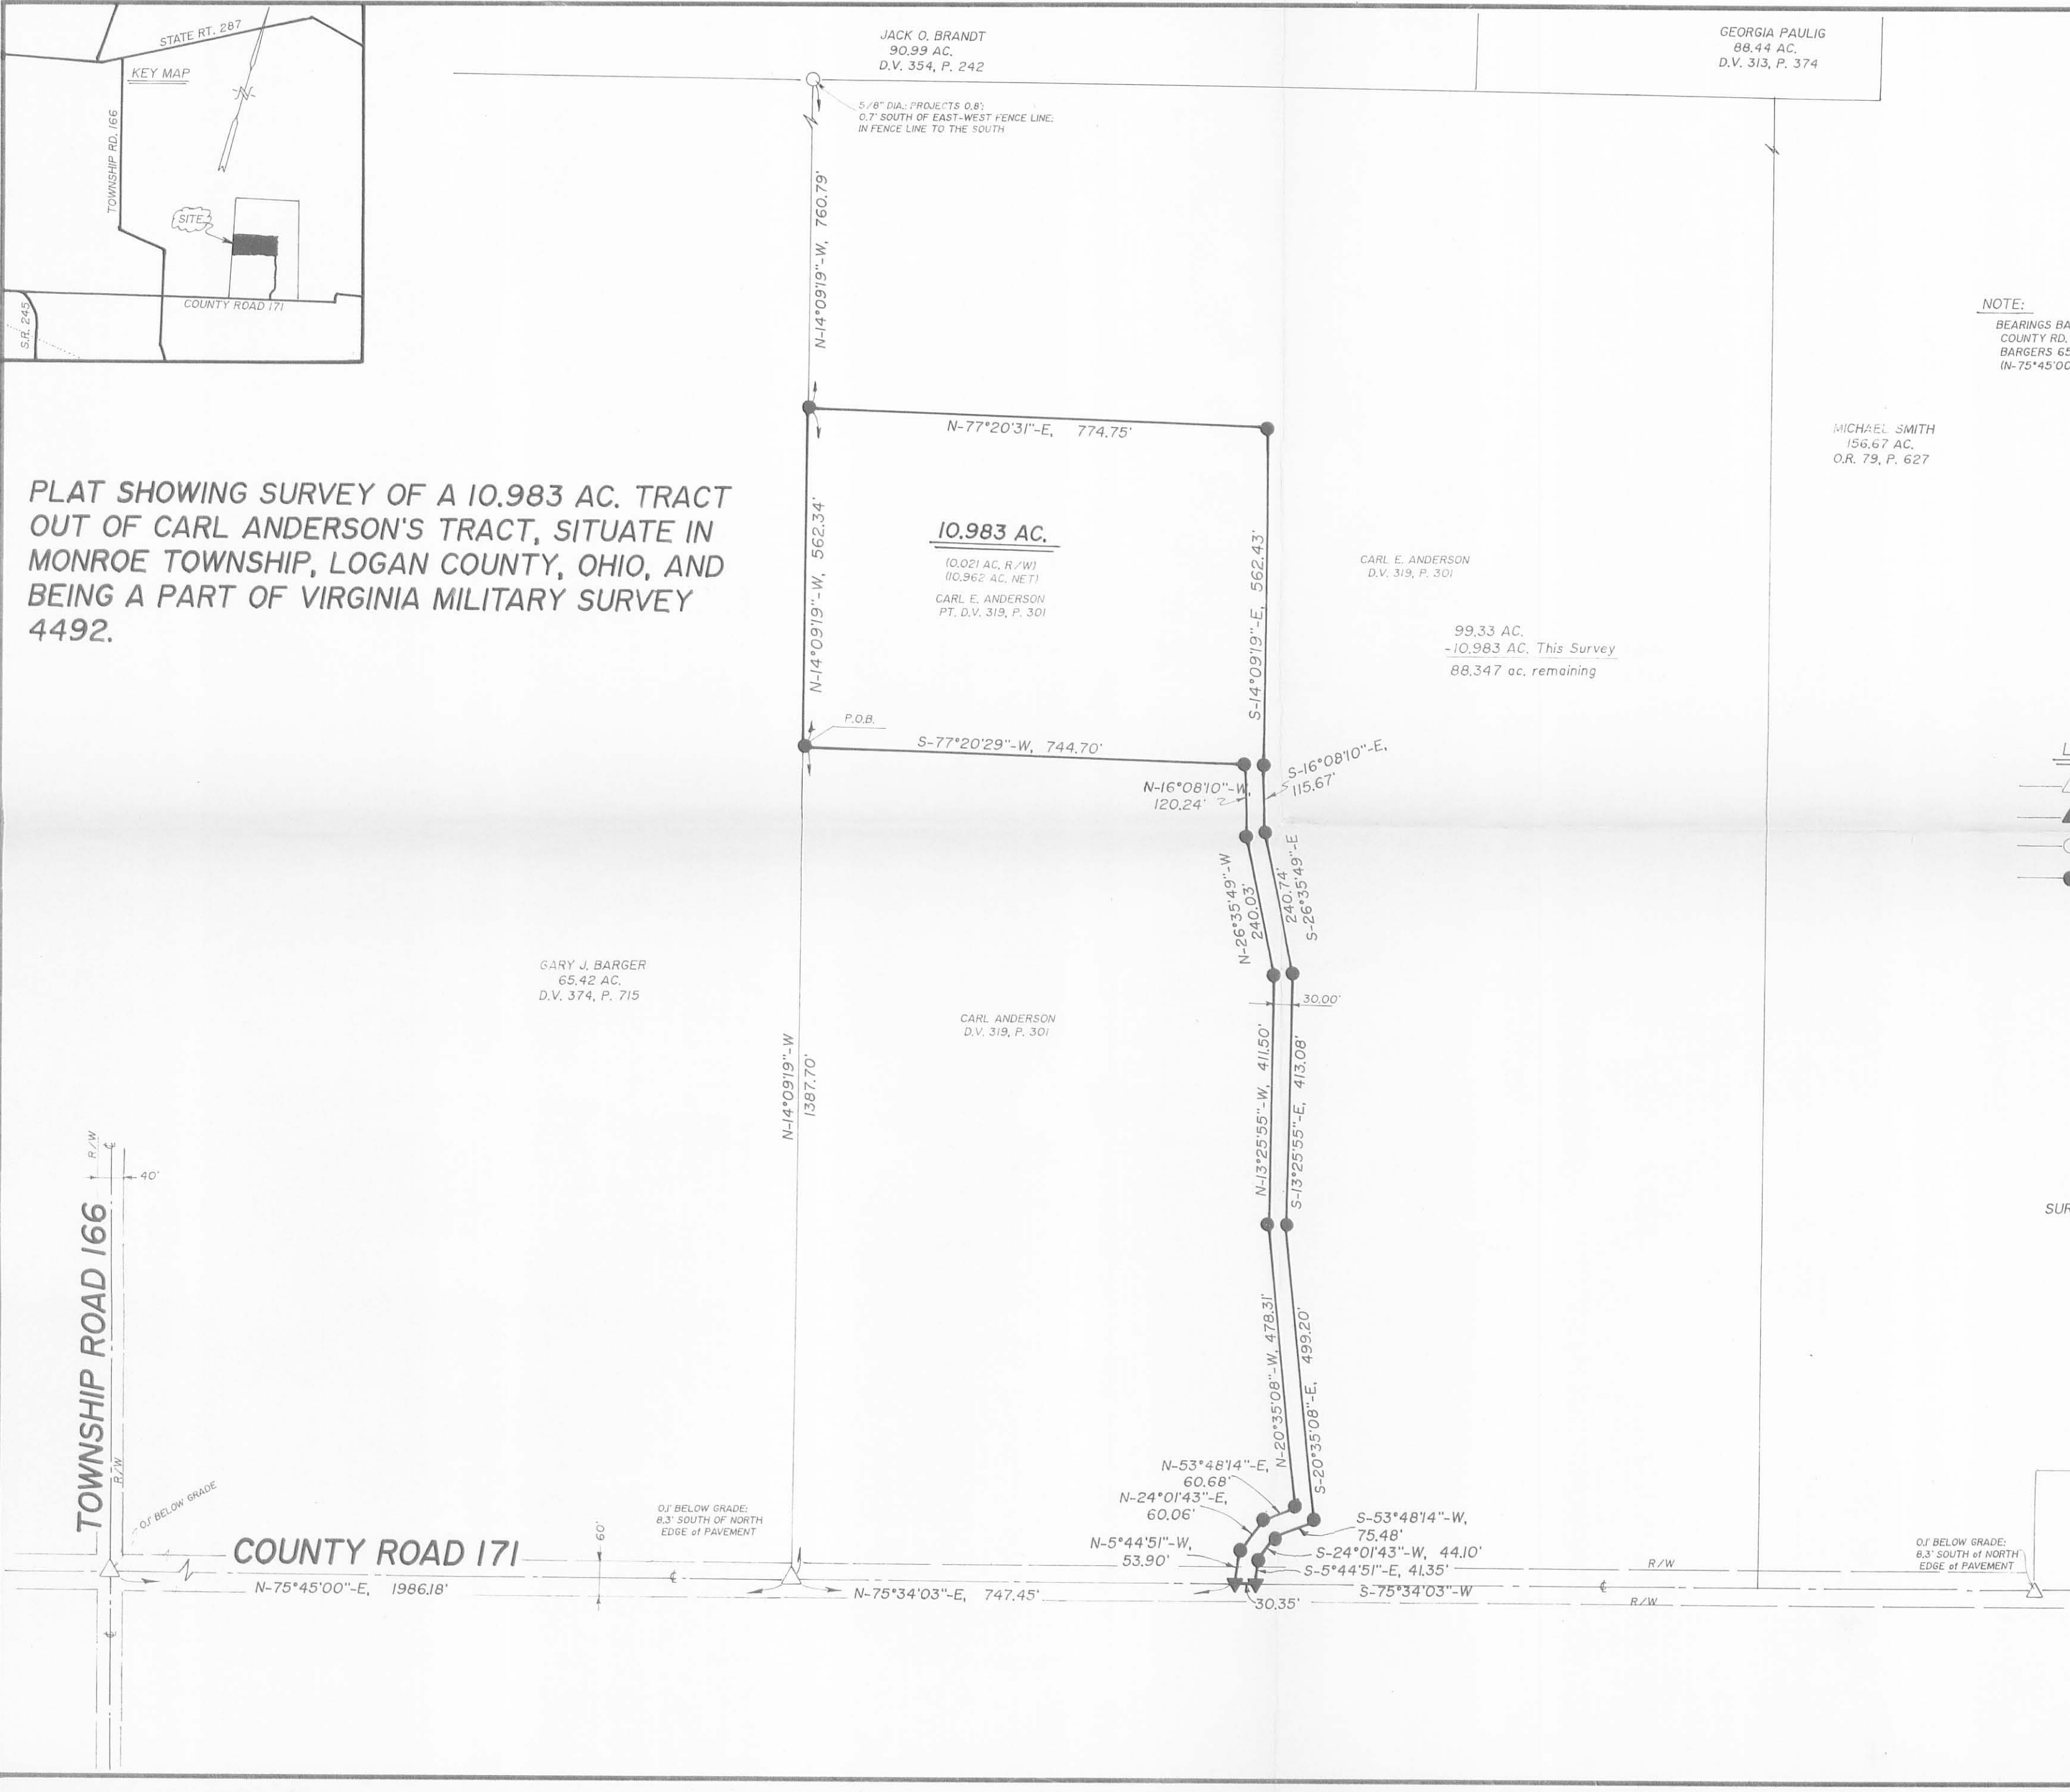 STATE RT. 287
KEY MAP
TOWNSHIP RD. 166
SITE
COUNTY ROAD 171
S.R. 245
JACK O. BRANDT
90.99 AC.
D.V. 354, P. 242
GEORGIA PAULIG
88.44 AC.
D.V. 313, P. 374
5/8" DIA.; PROJECTS 0.8';
0.7' SOUTH OF EAST-WEST FENCE LINE;
IN FENCE LINE TO THE SOUTH
N-14°09'19"-W, 760.79'
NOTE:
BEARINGS BA
COUNTY RD.
BARGERS 65
(N-75°45'00
MICHAEL SMITH
156.67 AC.
O.R. 79, P. 627
N-77°20'31"-E, 774.75'
PLAT SHOWING SURVEY OF A 10.983 AC. TRACT
OUT OF CARL ANDERSON'S TRACT, SITUATE IN
MONROE TOWNSHIP, LOGAN COUNTY, OHIO, AND
BEING A PART OF VIRGINIA MILITARY SURVEY
4492.
N-14°09'19"-W, 562.34'
10.983 AC.
(0.021 AC. R/W)
(10.962 AC. NET)
CARL E. ANDERSON
PT. D.V. 319, P. 301
S-14°09'19"-E, 562.43'
CARL E. ANDERSON
D.V. 319, P. 301
99.33 AC.
-10.983 AC. This Survey
88.347 ac. remaining
P.O.B.
S-77°20'29"-W, 744.70'
L
S-16°08'10"-E,
115.67'
N-16°08'10"-W,
120.24'
N-26°35'49"-W
240.03'
240.74'
S-26°35'49"-E
GARY J. BARGER
65.42 AC.
D.V. 374, P. 715
30.00'
CARL ANDERSON
D.V. 319, P. 301
N-14°09'19"-W
1387.70'
N-13°25'55"-W, 411.50'
S-13°25'55"-E, 413.08'
R/W
℄
40'
SUR
TOWNSHIP ROAD 166
N-20°35'08"-W, 478.31'
S-20°35'08"-E, 499.20'
R/W
0.1' BELOW GRADE
N-53°48'14"-E,
60.68'
N-24°01'43"-E,
60.06'
N-5°44'51"-W,
53.90'
S-53°48'14"-W,
75.48'
S-24°01'43"-W, 44.10'
S-5°44'51"-E, 41.35'
0.1' BELOW GRADE;
8.3' SOUTH OF NORTH
EDGE of PAVEMENT
60'
COUNTY ROAD 171
℄
0.1' BELOW GRADE;
8.3' SOUTH of NORTH
EDGE of PAVEMENT
R/W
N-75°45'00"-E, 1986.18'
N-75°34'03"-E, 747.45'
30.35'
S-75°34'03"-W
℄
R/W
℄